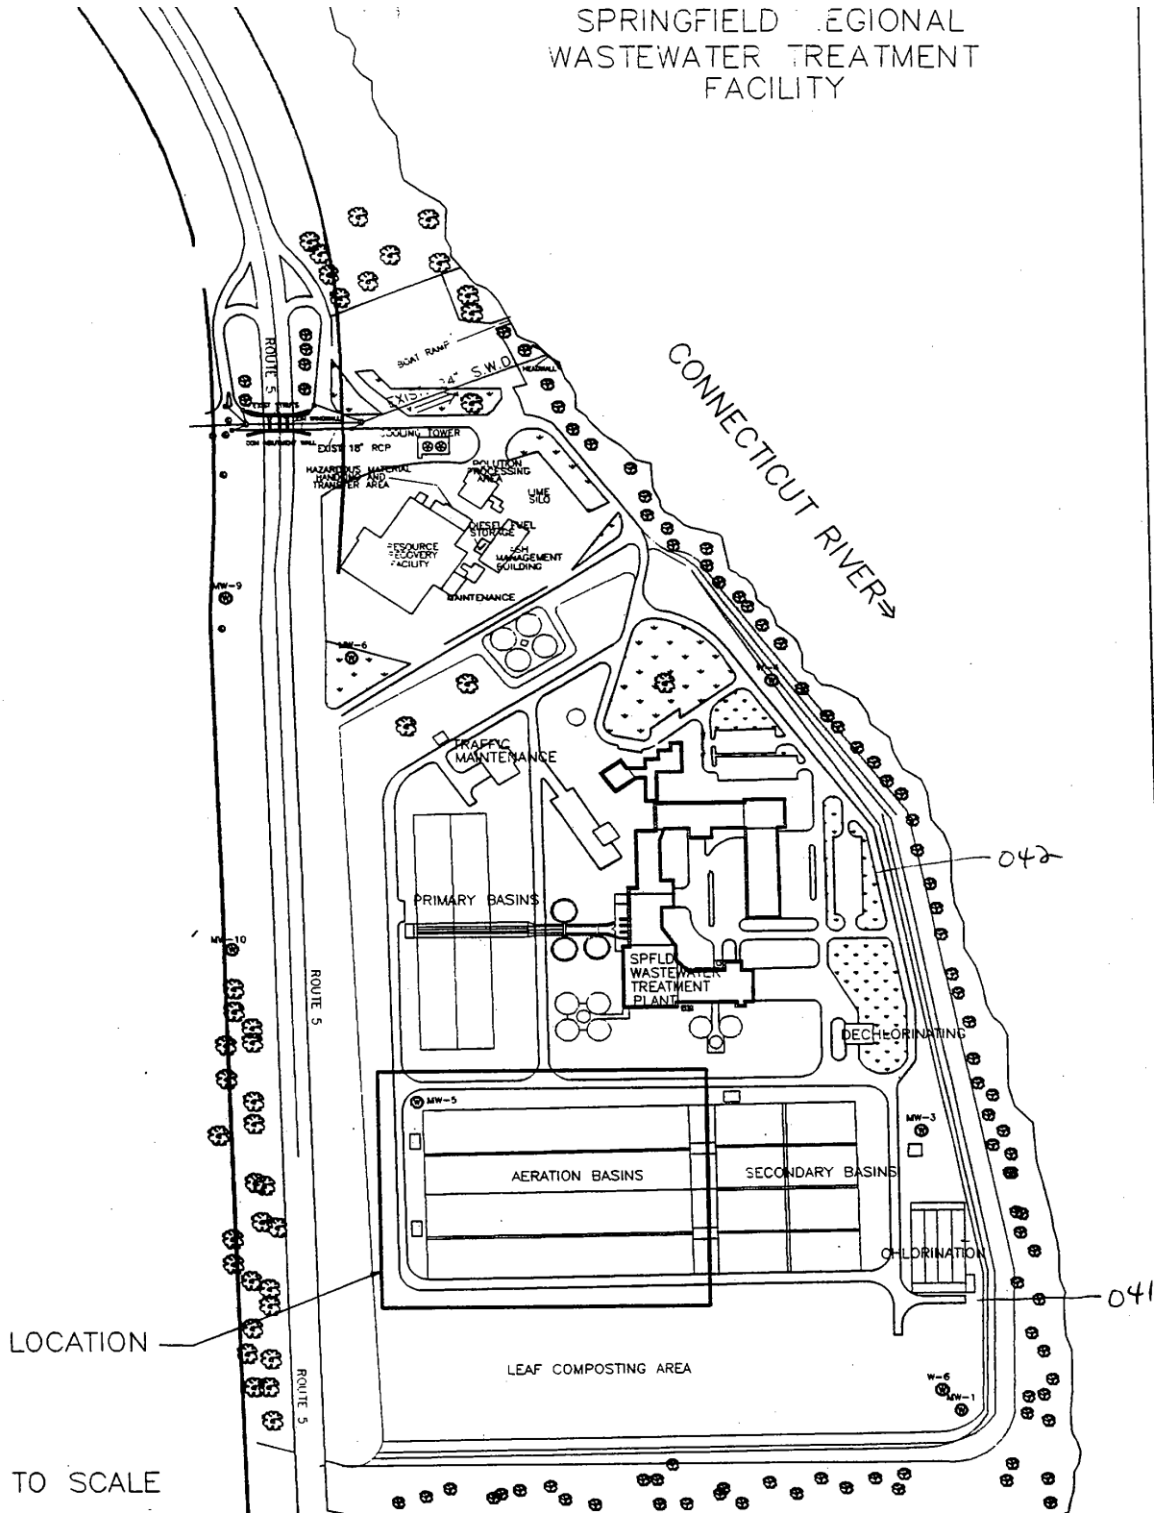 SPRINGFIELD EGIONAL
WASTEWATER TREATMENT
FACILITY
CONNECTICUT RIVER
ROUTE 5
BOAT RAMP
EXIST. 24" S.W.D.
HEADWALL
COOLING TOWER
EXIST 18" RCP
HAZARDOUS MATERIAL
HANDLING AND
TRANSFER AREA
POLUTION
PROCESSING
AREA
LIME
SILO
DIESEL FUEL
STORAGE
RESOURCE
RECOVERY
FACILITY
ASH
MANAGEMENT
BUILDING
MAINTENANCE
MW-9
MW-6
W-4
TRAFFIC
MAINTENANCE
042
PRIMARY BASINS
MW-10
SPFLD
WASTEWATER
TREATMENT
PLANT
ROUTE 5
DECHLORINATING
MW-5
MW-3
AERATION BASINS
SECONDARY BASINS
CHLORINATION
041
LOCATION
LEAF COMPOSTING AREA
W-6
MW-1
ROUTE 5
TO SCALE